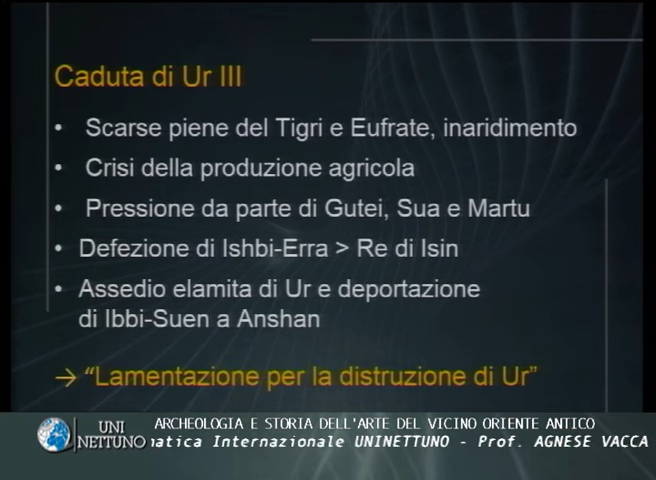 Caduta di Ur III
• Scarse piene del Tigri e Eufrate, inaridimento
• Crisi della produzione agricola
• Pressione da parte di Gutei, Sua e Martu
• Defezione di Ishbi-Erra > Re di Isin
• Assedio elamita di Ur e deportazione
di Ibbi-Suen a Anshan
→ “Lamentazione per la distruzione di Ur”
UNI
NETTUNO
ARCHEOLOGIA E STORIA DELL'ARTE DEL VICINO ORIENTE ANTICO
Internazionale UNINETTUNO - Prof. AGNESE VACCA